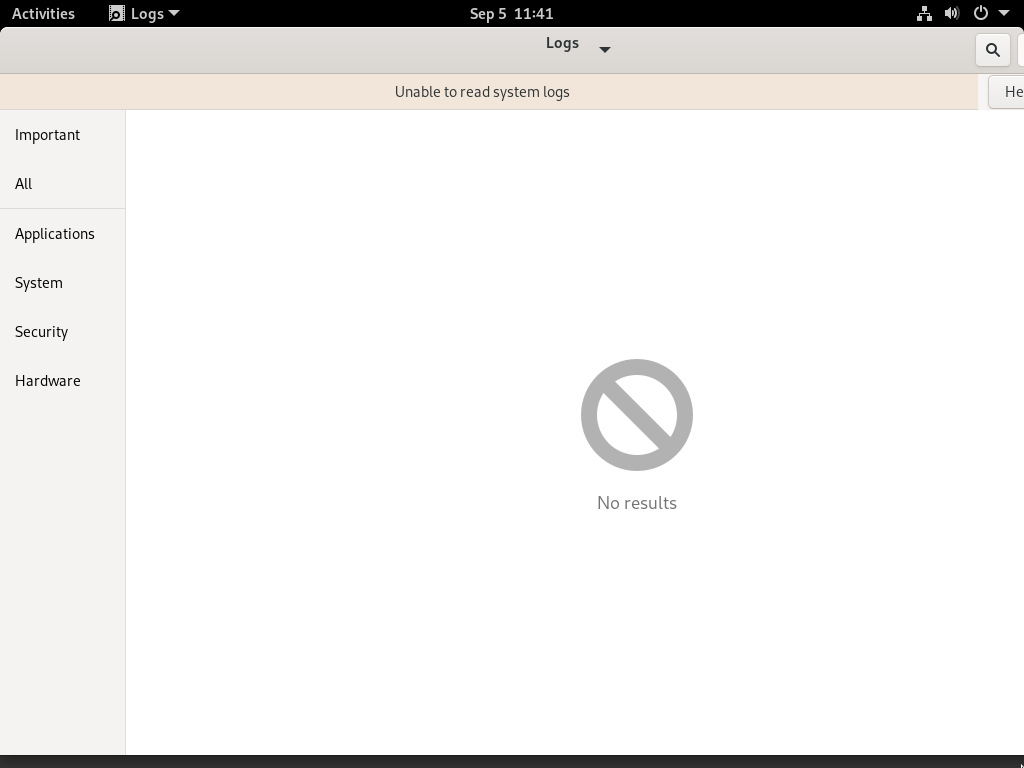 Activities Logs Sep 5 11:41
Logs
Unable to read system logs He
Important
All
Applications
System
Security
Hardware
No results